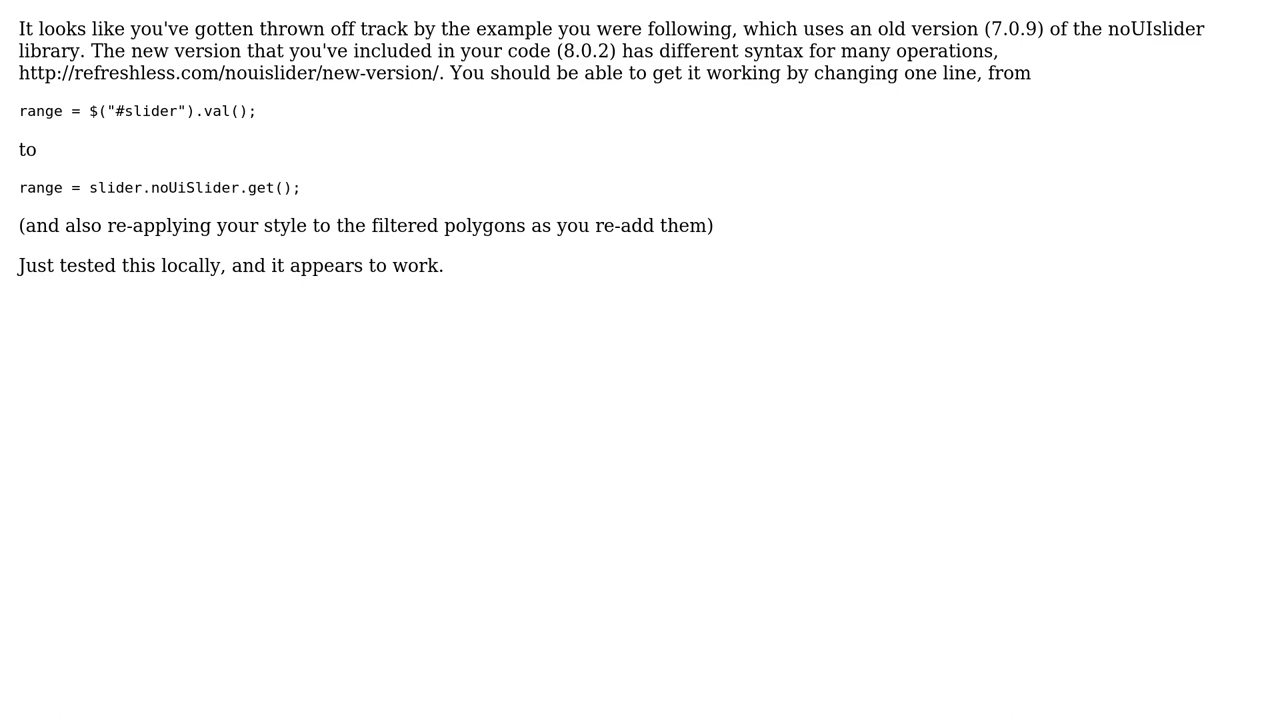 It looks like you've gotten thrown off track by the example you were following, which uses an old version (7.0.9) of the noUIslider
library. The new version that you've included in your code (8.0.2) has different syntax for many operations,
http://refreshless.com/nouislider/new-version/. You should be able to get it working by changing one line, from
range = $("#slider").val();
to
range = slider.noUiSlider.get();
(and also re-applying your style to the filtered polygons as you re-add them)
Just tested this locally, and it appears to work.